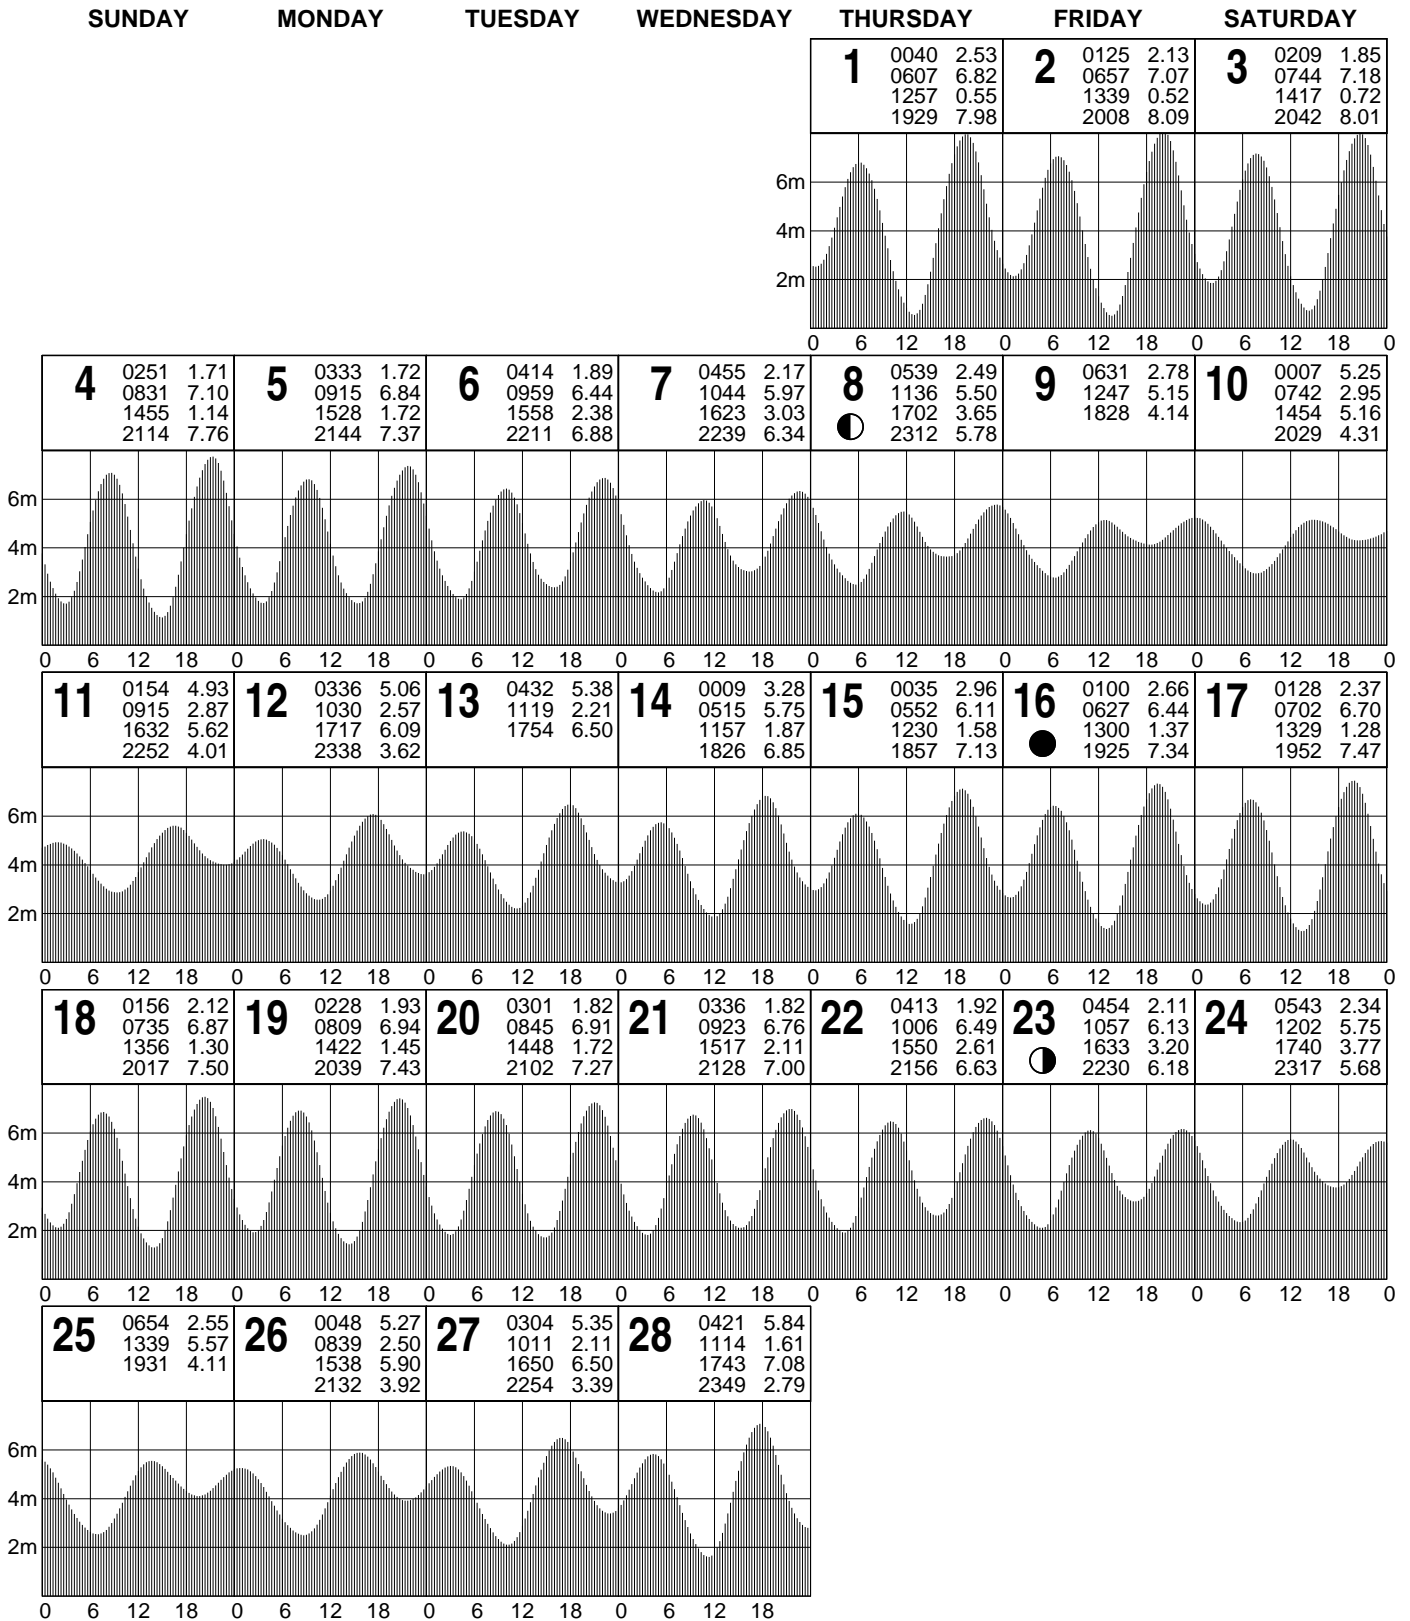 SUNDAY MONDAY TUESDAY WEDNESDAY THURSDAY FRIDAY SATURDAY
1 0040 2.53 2 0125 2.13 3 0209 1.85
0607 6.82 0657 7.07 0744 7.18
1257 0.55 1339 0.52 1417 0.72
1929 7.98 2008 8.09 2042 8.01
6m
4m
2m
0 6 12 18 0 6 12 18 0 6 12 18 0
4 0251 1.71 5 0333 1.72 6 0414 1.89 7 0455 2.17 8 0539 2.49 9 0631 2.78 10 0007 5.25
0831 7.10 0915 6.84 0959 6.44 1044 5.97 1136 5.50 1247 5.15 0742 2.95
1455 1.14 1528 1.72 1558 2.38 1623 3.03 1702 3.65 1828 4.14 1454 5.16
2114 7.76 2144 7.37 2211 6.88 2239 6.34 2312 5.78 2029 4.31
6m
4m
2m
0 6 12 18 0 6 12 18 0 6 12 18 0 6 12 18 0 6 12 18 0 6 12 18 0 6 12 18 0
11 0154 4.93 12 0336 5.06 13 0432 5.38 14 0009 3.28 15 0035 2.96 16 0100 2.66 17 0128 2.37
0915 2.87 1030 2.57 1119 2.21 0515 5.75 0552 6.11 0627 6.44 0702 6.70
1632 5.62 1717 6.09 1754 6.50 1157 1.87 1230 1.58 1300 1.37 1329 1.28
2252 4.01 2338 3.62 1826 6.85 1857 7.13 1925 7.34 1952 7.47
6m
4m
2m
0 6 12 18 0 6 12 18 0 6 12 18 0 6 12 18 0 6 12 18 0 6 12 18 0 6 12 18 0
18 0156 2.12 19 0228 1.93 20 0301 1.82 21 0336 1.82 22 0413 1.92 23 0454 2.11 24 0543 2.34
0735 6.87 0809 6.94 0845 6.91 0923 6.76 1006 6.49 1057 6.13 1202 5.75
1356 1.30 1422 1.45 1448 1.72 1517 2.11 1550 2.61 1633 3.20 1740 3.77
2017 7.50 2039 7.43 2102 7.27 2128 7.00 2156 6.63 2230 6.18 2317 5.68
6m
4m
2m
0 6 12 18 0 6 12 18 0 6 12 18 0 6 12 18 0 6 12 18 0 6 12 18 0 6 12 18 0
25 0654 2.55 26 0048 5.27 27 0304 5.35 28 0421 5.84
1339 5.57 0839 2.50 1011 2.11 1114 1.61
1931 4.11 1538 5.90 1650 6.50 1743 7.08
2132 3.92 2254 3.39 2349 2.79
6m
4m
2m
0 6 12 18 0 6 12 18 0 6 12 18 0 6 12 18